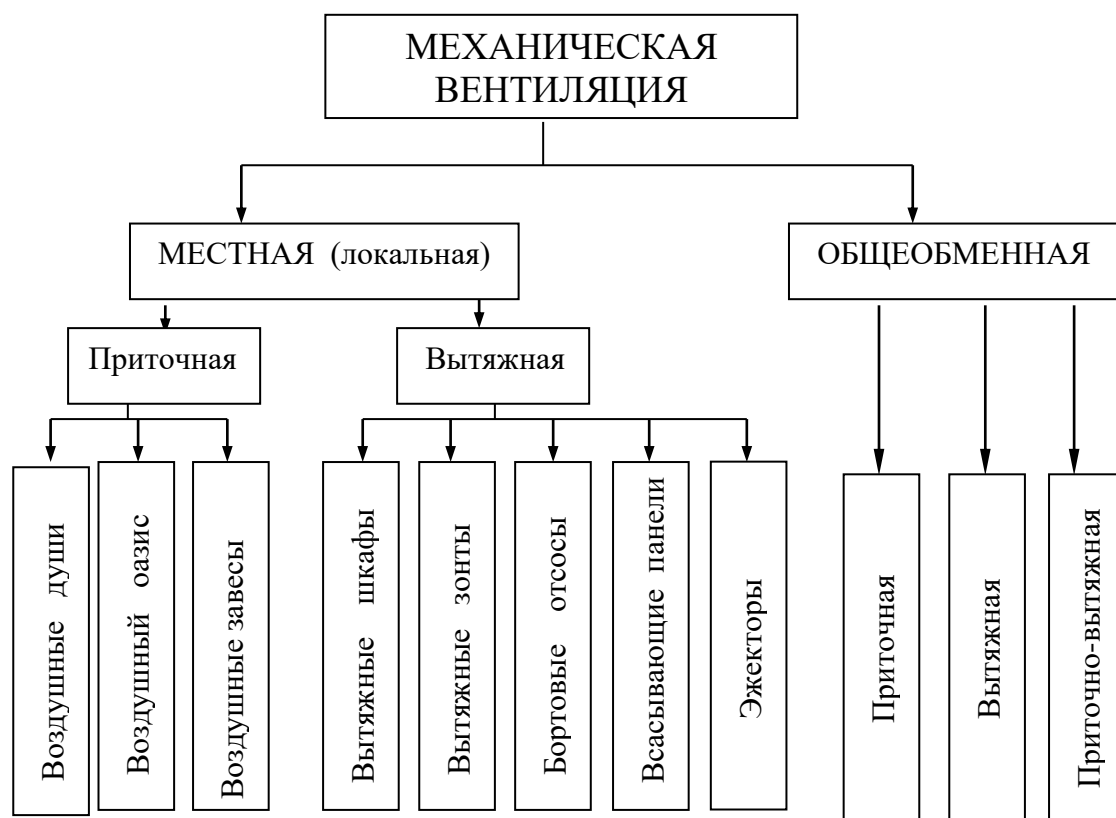 МЕХАНИЧЕСКАЯ
ВЕНТИЛЯЦИЯ
МЕСТНАЯ (локальная)
ОБЩЕОБМЕННАЯ
Приточная
Вытяжная
Воздушные души
Воздушный оазис
Воздушные завесы
Вытяжные шкафы
Вытяжные зонты
Бортовые отсосы
Всасывающие панели
Эжекторы
Приточная
Вытяжная
Приточно-вытяжная